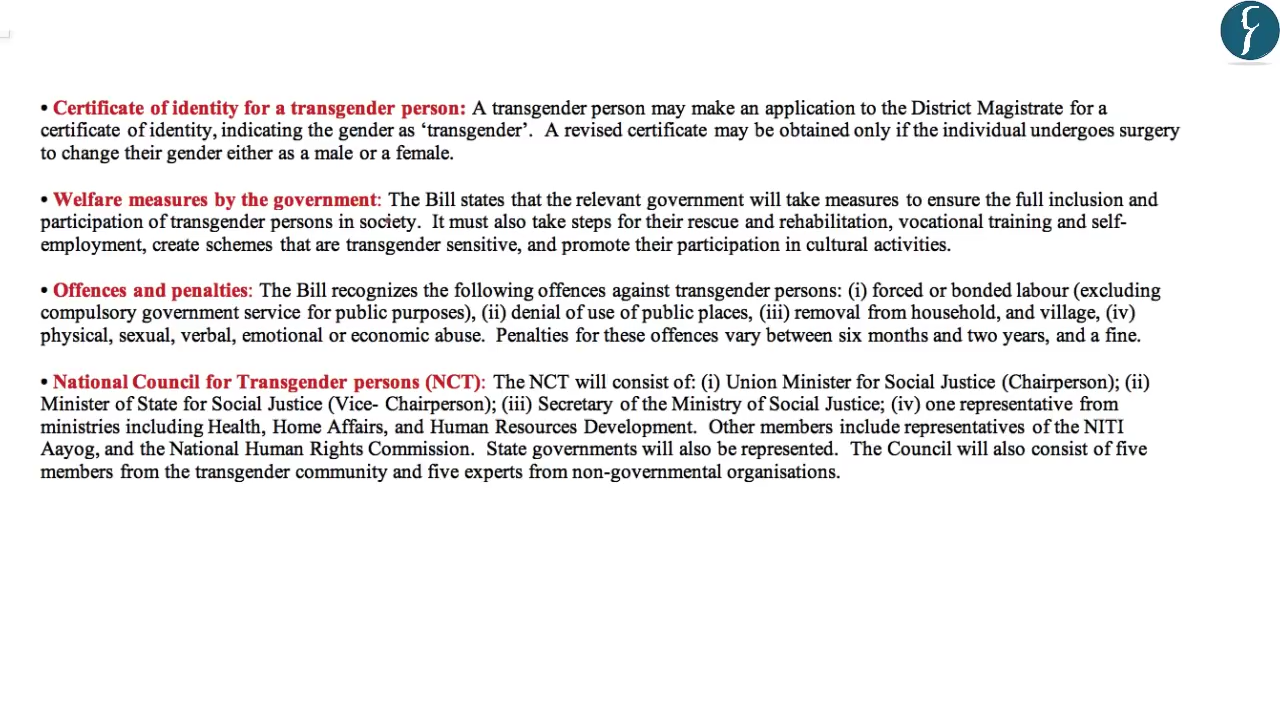 • Certificate of identity for a transgender person: A transgender person may make an application to the District Magistrate for a
certificate of identity, indicating the gender as ‘transgender’. A revised certificate may be obtained only if the individual undergoes surgery
to change their gender either as a male or a female.
• Welfare measures by the government: The Bill states that the relevant government will take measures to ensure the full inclusion and
participation of transgender persons in society. It must also take steps for their rescue and rehabilitation, vocational training and self-
employment, create schemes that are transgender sensitive, and promote their participation in cultural activities.
• Offences and penalties: The Bill recognizes the following offences against transgender persons: (i) forced or bonded labour (excluding
compulsory government service for public purposes), (ii) denial of use of public places, (iii) removal from household, and village, (iv)
physical, sexual, verbal, emotional or economic abuse. Penalties for these offences vary between six months and two years, and a fine.
• National Council for Transgender persons (NCT): The NCT will consist of: (i) Union Minister for Social Justice (Chairperson); (ii)
Minister of State for Social Justice (Vice- Chairperson); (iii) Secretary of the Ministry of Social Justice; (iv) one representative from
ministries including Health, Home Affairs, and Human Resources Development. Other members include representatives of the NITI
Aayog, and the National Human Rights Commission. State governments will also be represented. The Council will also consist of five
members from the transgender community and five experts from non-governmental organisations.